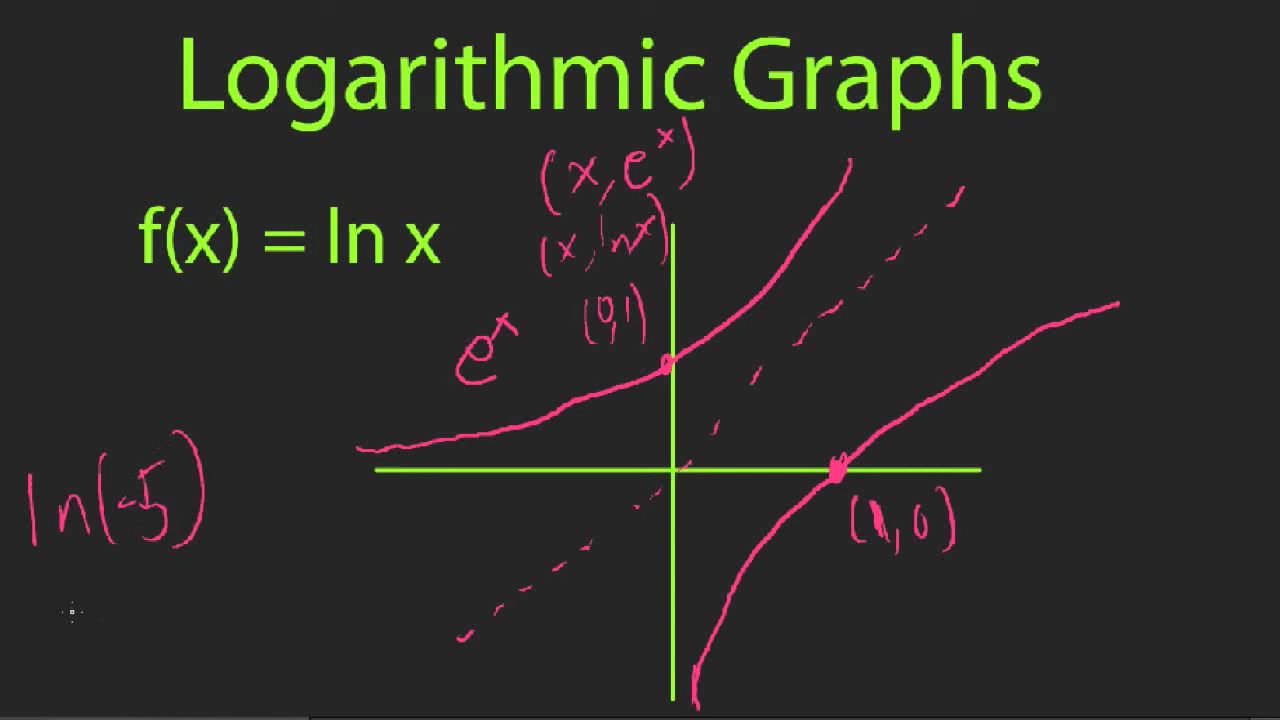 Logarithmic Graphs
(x, e^x)
f(x) = ln x
(x, ln x)
(0,1)
e^x
ln(-5)
(1,0)